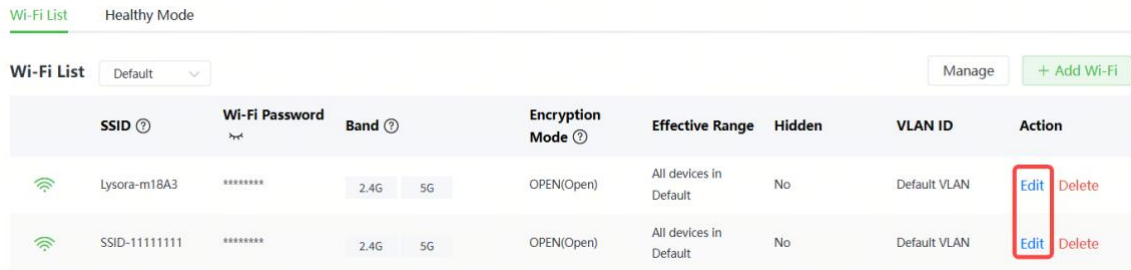 Wi-Fi List Healthy Mode
Wi-Fi List Default Manage + Add Wi-Fi
SSID Wi-Fi Password Band Encryption Mode Effective Range Hidden VLAN ID Action
Lysora-m18A3 ******** 2.4G 5G OPEN(Open) All devices in Default No Default VLAN Edit Delete
SSID-11111111 ******** 2.4G 5G OPEN(Open) All devices in Default No Default VLAN Edit Delete